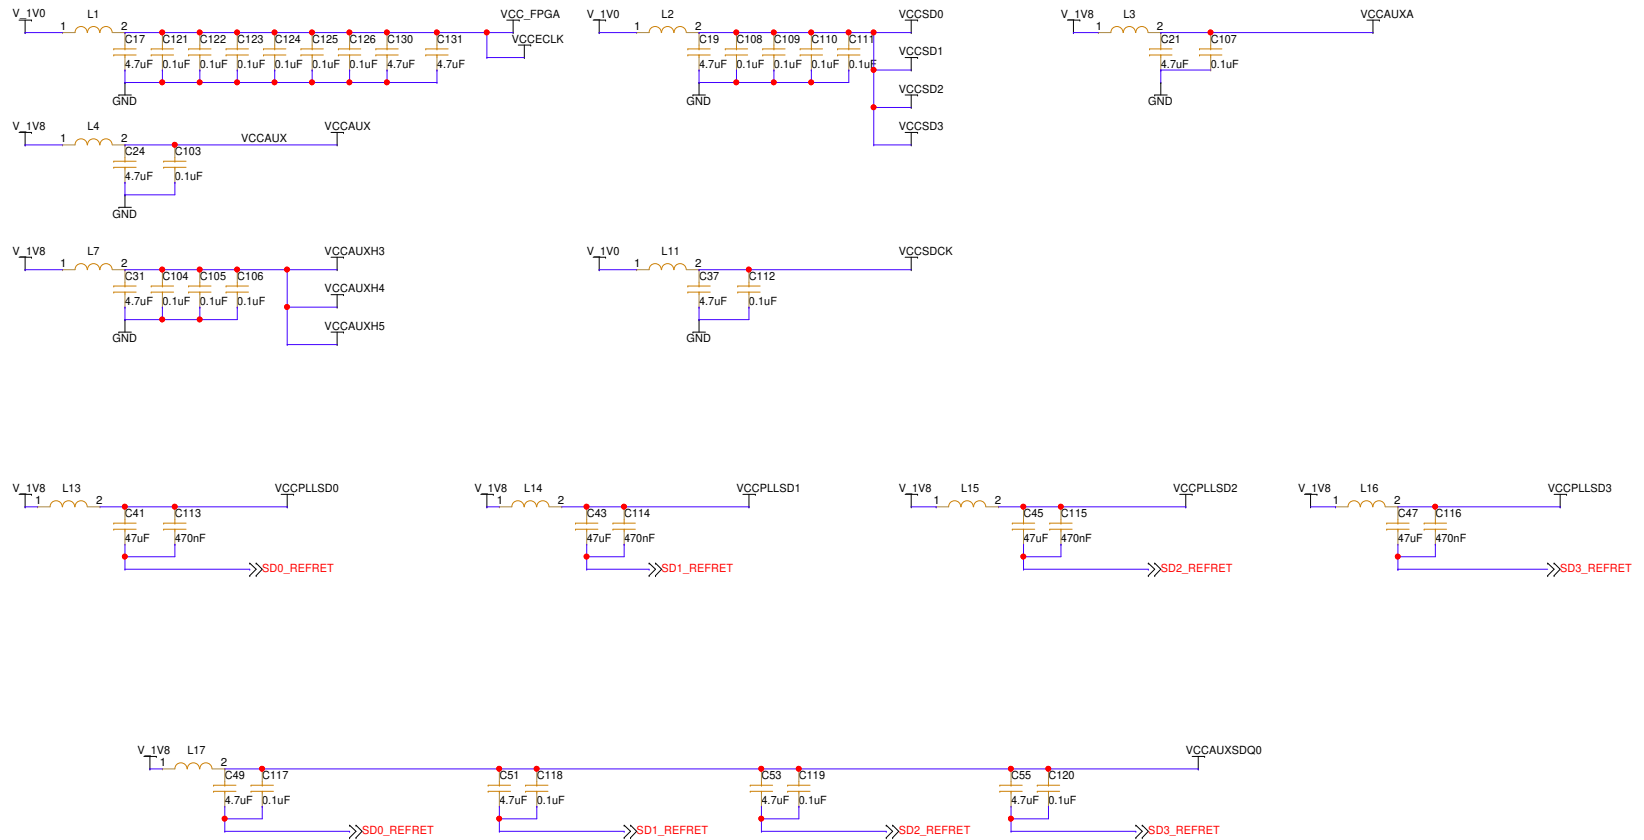 V_1V0 L1 VCC_FPGA V_1V0 L2 VCCSD0 V_1V8 L3 VCCAUXA
1 2 1 2 1 2
C17 C121 C122 C123 C124 C125 C126 C130 C131 VCCECLK C19 C108 C109 C110 C111 VCCSD1 C21 C107
4.7uF 0.1uF 0.1uF 0.1uF 0.1uF 0.1uF 0.1uF 4.7uF 4.7uF 4.7uF 0.1uF 0.1uF 0.1uF 0.1uF 4.7uF 0.1uF
VCCSD2
GND GND GND
V_1V8 L4 VCCAUX VCCSD3
1 2 VCCAUX
C24 C103
4.7uF 0.1uF
GND
V_1V8 L7 VCCAUXH3 V_1V0 L11 VCCSDCK
1 2 1 2
C31 C104 C105 C106 C37 C112
VCCAUXH4
4.7uF 0.1uF 0.1uF 0.1uF 4.7uF 0.1uF
VCCAUXH5
GND GND
V_1V8 L13 VCCPLLSD0 V_1V8 L14 VCCPLLSD1 V_1V8 L15 VCCPLLSD2 V_1V8 L16 VCCPLLSD3
1 2 1 2 1 2 1 2
C41 C113 C43 C114 C45 C115 C47 C116
47uF 470nF 47uF 470nF 47uF 470nF 47uF 470nF
SD0_REFRET SD1_REFRET SD2_REFRET SD3_REFRET
V_1V8 L17 VCCAUXSDQ0
1 2
C49 C117 C51 C118 C53 C119 C55 C120
4.7uF 0.1uF 4.7uF 0.1uF 4.7uF 0.1uF 4.7uF 0.1uF
SD0_REFRET SD1_REFRET SD2_REFRET SD3_REFRET